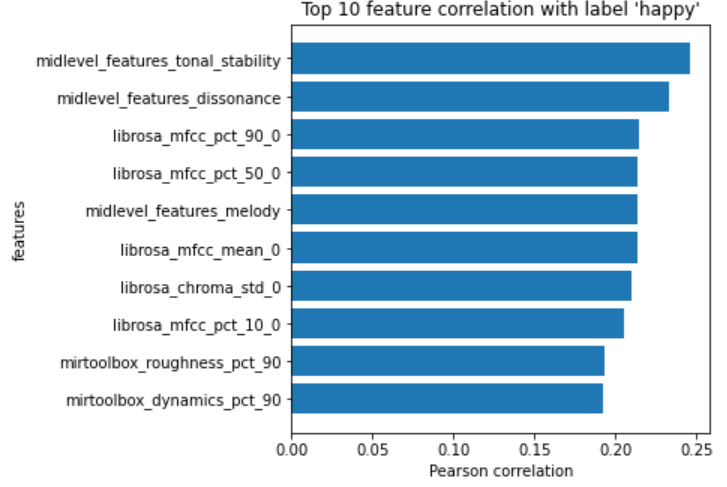 Top 10 feature correlation with label 'happy'
features
midlevel_features_tonal_stability
midlevel_features_dissonance
librosa_mfcc_pct_90_0
librosa_mfcc_pct_50_0
midlevel_features_melody
librosa_mfcc_mean_0
librosa_chroma_std_0
librosa_mfcc_pct_10_0
mirtoolbox_roughness_pct_90
mirtoolbox_dynamics_pct_90
0.00 0.05 0.10 0.15 0.20 0.25
Pearson correlation